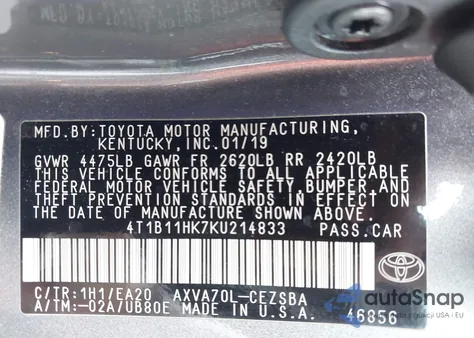 MFD.BY:TOYOTA MOTOR MANUFACTURING,
KENTUCKY, INC.01/19
GVWR 4475LB GAWR FR 2620LB RR 2420LB
THIS VEHICLE CONFORMS TO ALL APPLICABLE
FEDERAL MOTOR VEHICLE SAFETY,BUMPER,AND
THEFT PREVENTION STANDARDS IN EFFECT ON
THE DATE OF MANUFACTURE SHOWN ABOVE.
4T1B11HK7KU214833 PASS.CAR
C/TR:1H1/EA20 AXVA70L-CEZSBA
A/TM:-02A/UB80E MADE IN U.S.A. 46856
TOYOTA
autoSnap